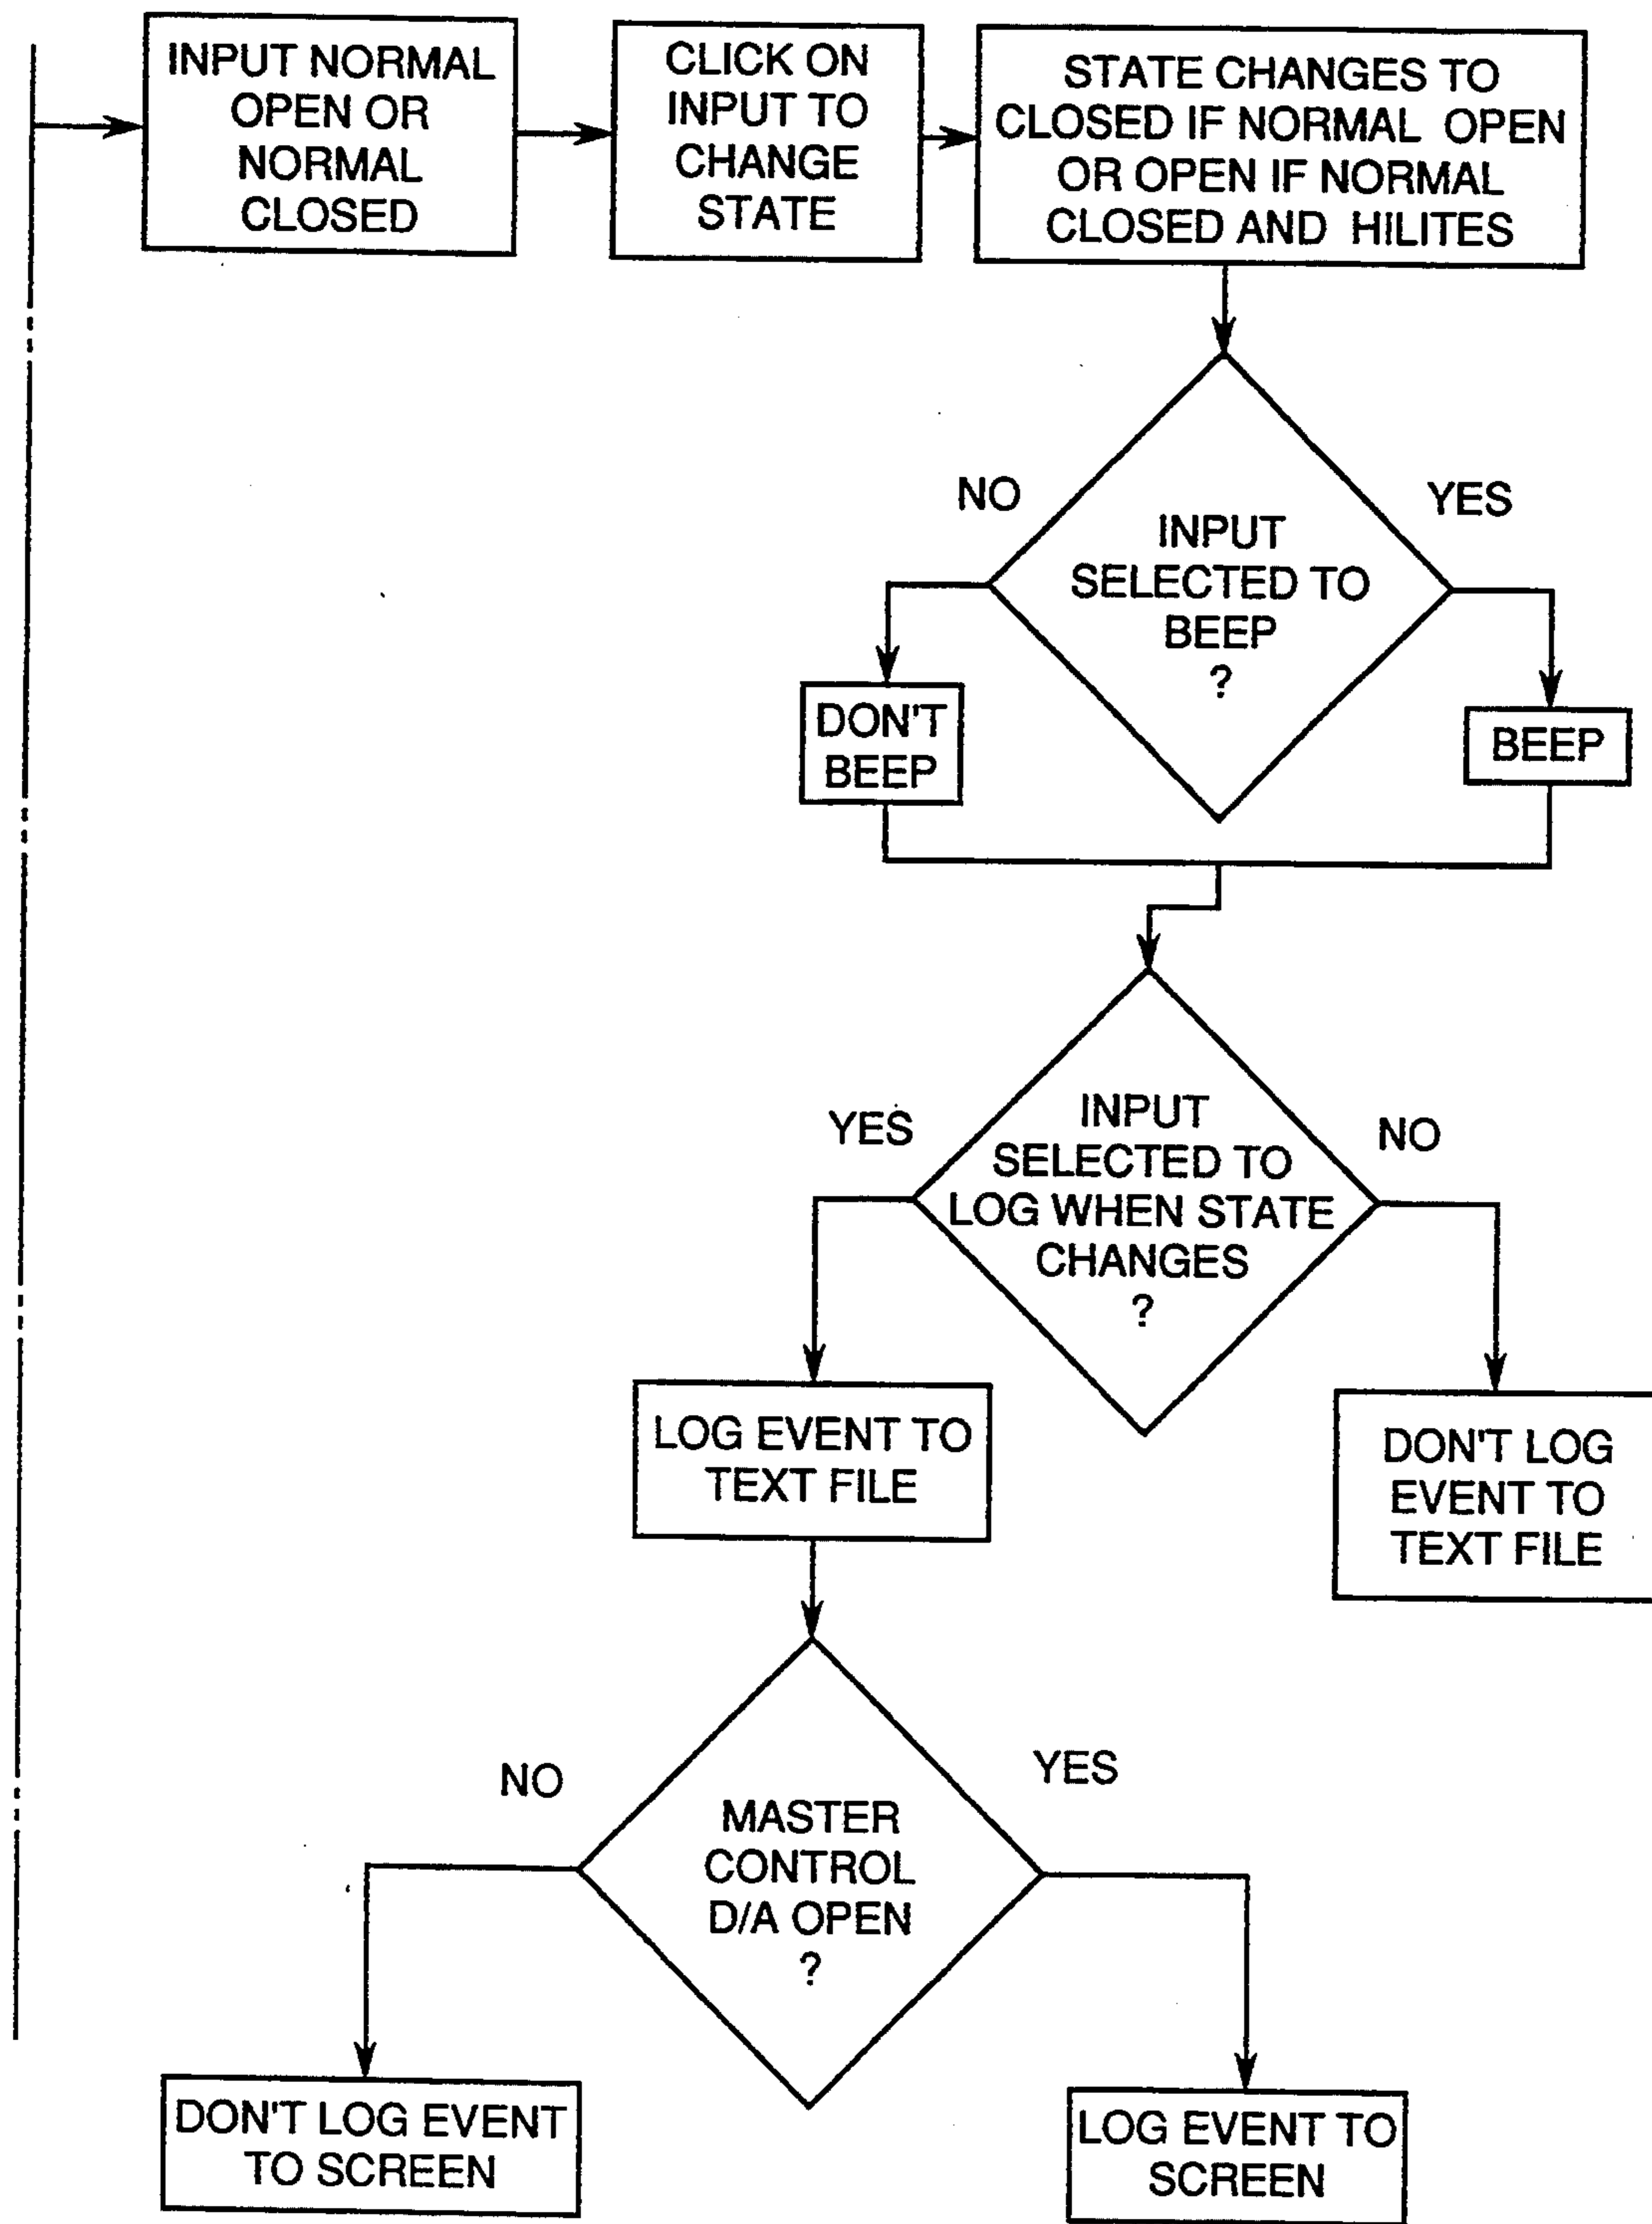 INPUT NORMAL
OPEN OR
NORMAL
CLOSED
CLICK ON
INPUT TO
CHANGE
STATE
STATE CHANGES TO
CLOSED IF NORMAL OPEN
OR OPEN IF NORMAL
CLOSED AND HILITES
NO
YES
INPUT
SELECTED TO
BEEP
?
DON'T
BEEP
BEEP
YES
NO
INPUT
SELECTED TO
LOG WHEN STATE
CHANGES
?
LOG EVENT TO
TEXT FILE
DON'T LOG
EVENT TO
TEXT FILE
NO
YES
MASTER
CONTROL
D/A OPEN
?
DON'T LOG EVENT
TO SCREEN
LOG EVENT TO
SCREEN